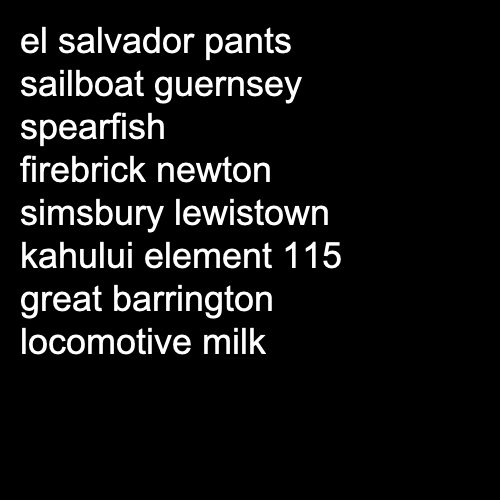 el salvador pants
sailboat guernsey
spearfish
firebrick newton
simsbury lewistown
kahului element 115
great barrington
locomotive milk